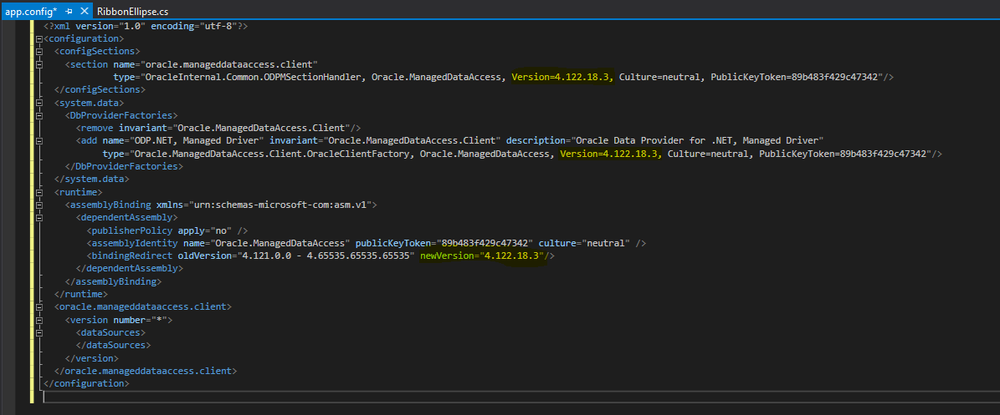 app.config* RibbonEllipse.cs
<?xml version="1.0" encoding="utf-8"?>
<configuration>
<configSections>
<section name="oracle.manageddataaccess.client"
type="OracleInternal.Common.ODPMSectionHandler, Oracle.ManagedDataAccess, Version=4.122.18.3, Culture=neutral, PublicKeyToken=89b483f429c47342"/>
</configSections>
<system.data>
<DbProviderFactories>
<remove invariant="Oracle.ManagedDataAccess.Client"/>
<add name="ODP.NET, Managed Driver" invariant="Oracle.ManagedDataAccess.Client" description="Oracle Data Provider for .NET, Managed Driver"
type="Oracle.ManagedDataAccess.Client.OracleClientFactory, Oracle.ManagedDataAccess, Version=4.122.18.3, Culture=neutral, PublicKeyToken=89b483f429c47342"/>
</DbProviderFactories>
</system.data>
<runtime>
<assemblyBinding xmlns="urn:schemas-microsoft-com:asm.v1">
<dependentAssembly>
<publisherPolicy apply="no" />
<assemblyIdentity name="Oracle.ManagedDataAccess" publicKeyToken="89b483f429c47342" culture="neutral" />
<bindingRedirect oldVersion="4.121.0.0 - 4.65535.65535.65535" newVersion="4.122.18.3"/>
</dependentAssembly>
</assemblyBinding>
</runtime>
<oracle.manageddataaccess.client>
<version number="*">
<dataSources>
</dataSources>
</version>
</oracle.manageddataaccess.client>
</configuration>